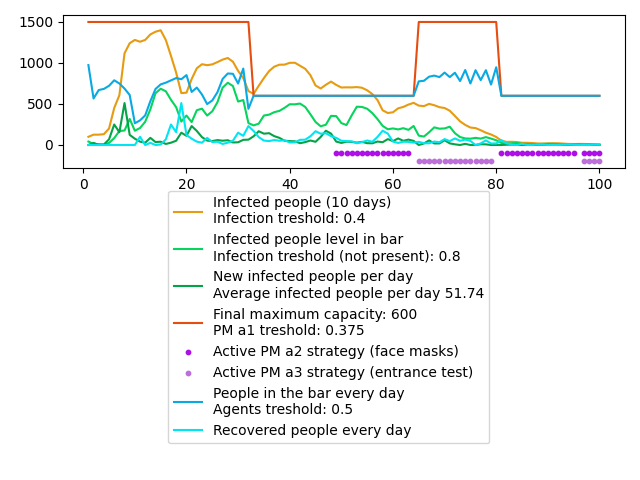 1500
1000
500
0
0 20 40 60 80 100
Infected people (10 days)
Infection treshold: 0.4
Infected people level in bar
Infection treshold (not present): 0.8
New infected people per day
Average infected people per day 51.74
Final maximum capacity: 600
PM a1 treshold: 0.375
Active PM a2 strategy (face masks)
Active PM a3 strategy (entrance test)
People in the bar every day
Agents treshold: 0.5
Recovered people every day